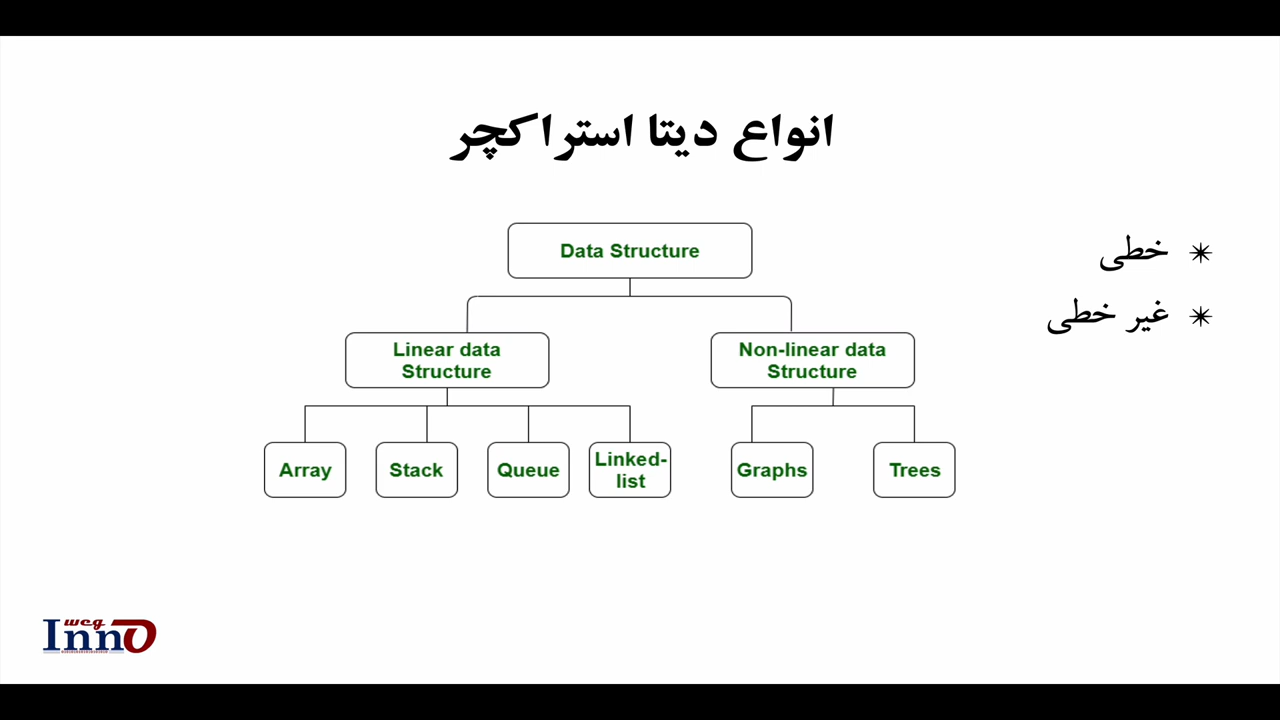 انواع دیتا استراکچر
✴ خطی
✴ غیر خطی
Data Structure
Linear data
Structure
Non-linear data
Structure
Array
Stack
Queue
Linked-
list
Graphs
Trees
weg
Inno